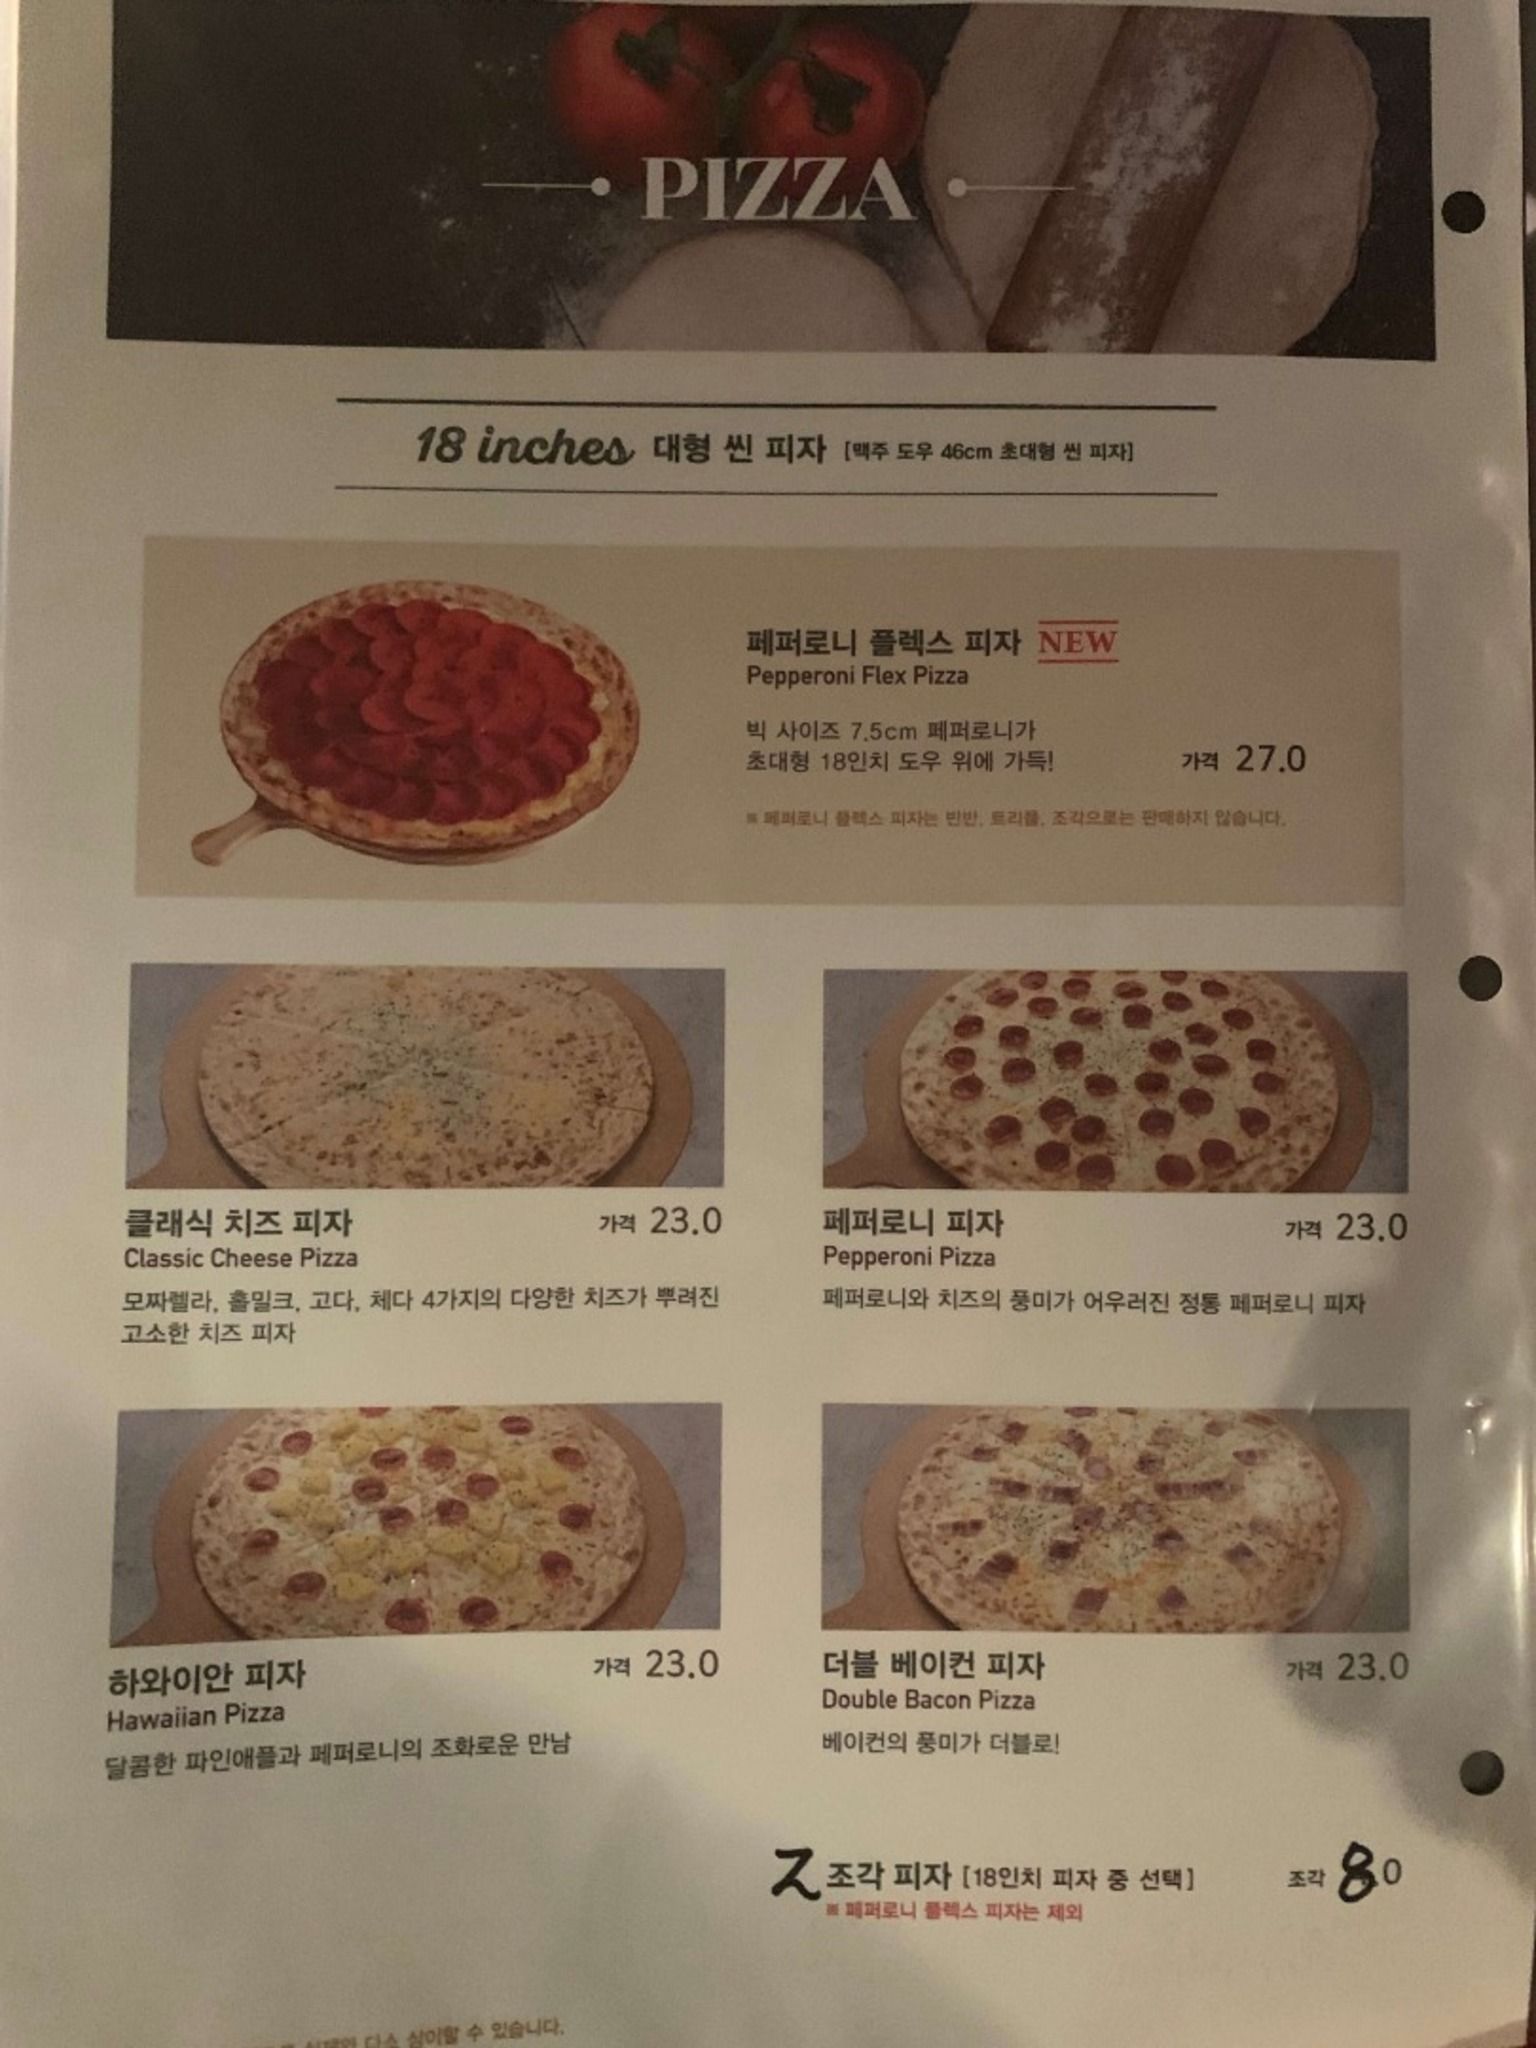 PIZZA
18 inches 대형 씬 피자 [맥주 도우 46cm 초대형 씬 피자]
페퍼로니 플렉스 피자 NEW
Pepperoni Flex Pizza
빅 사이즈 7.5cm 페퍼로니가
초대형 18인치 도우 위에 가득!
가격 27.0
※ 페퍼로니 플렉스 피자는 반반, 트리플, 조각으로는 판매하지 않습니다.
클래식 치즈 피자 가격 23.0
Classic Cheese Pizza
모짜렐라, 홀밀크, 고다, 체다 4가지의 다양한 치즈가 뿌려진
고소한 치즈 피자
페퍼로니 피자 가격 23.0
Pepperoni Pizza
페퍼로니와 치즈의 풍미가 어우러진 정통 페퍼로니 피자
하와이안 피자 가격 23.0
Hawaiian Pizza
달콤한 파인애플과 페퍼로니의 조화로운 만남
더블 베이컨 피자 가격 23.0
Double Bacon Pizza
베이컨의 풍미가 더블로!
2 조각 피자 [18인치 피자 중 선택] 조각 8.0
※ 페퍼로니 플렉스 피자는 제외
다소 상이할 수 있습니다.